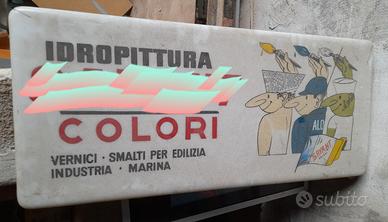 IDROPITTURA
COLORI
VERNICI · SMALTI PER EDILIZIA
INDUSTRIA · MARINA
subito